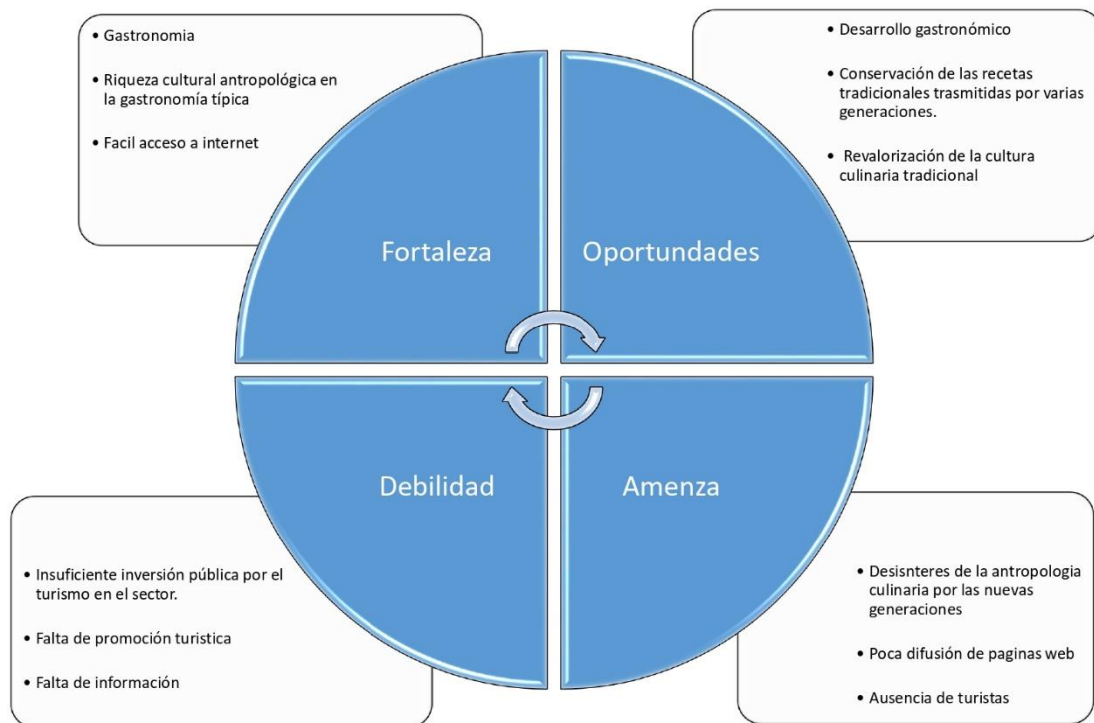 • Gastronomia
• Riqueza cultural antropológica en
la gastronomía típica
• Facil acceso a internet
• Desarrollo gastronómico
• Conservación de las recetas
tradicionales trasmitidas por varias
generaciones.
• Revalorización de la cultura
culinaria tradicional
Fortaleza
Oportundades
Debilidad
Amenza
• Insuficiente inversión pública por el
turismo en el sector.
• Falta de promoción turistica
• Falta de información
• Desisnteres de la antropologia
culinaria por las nuevas
generaciones
• Poca difusión de paginas web
• Ausencia de turistas